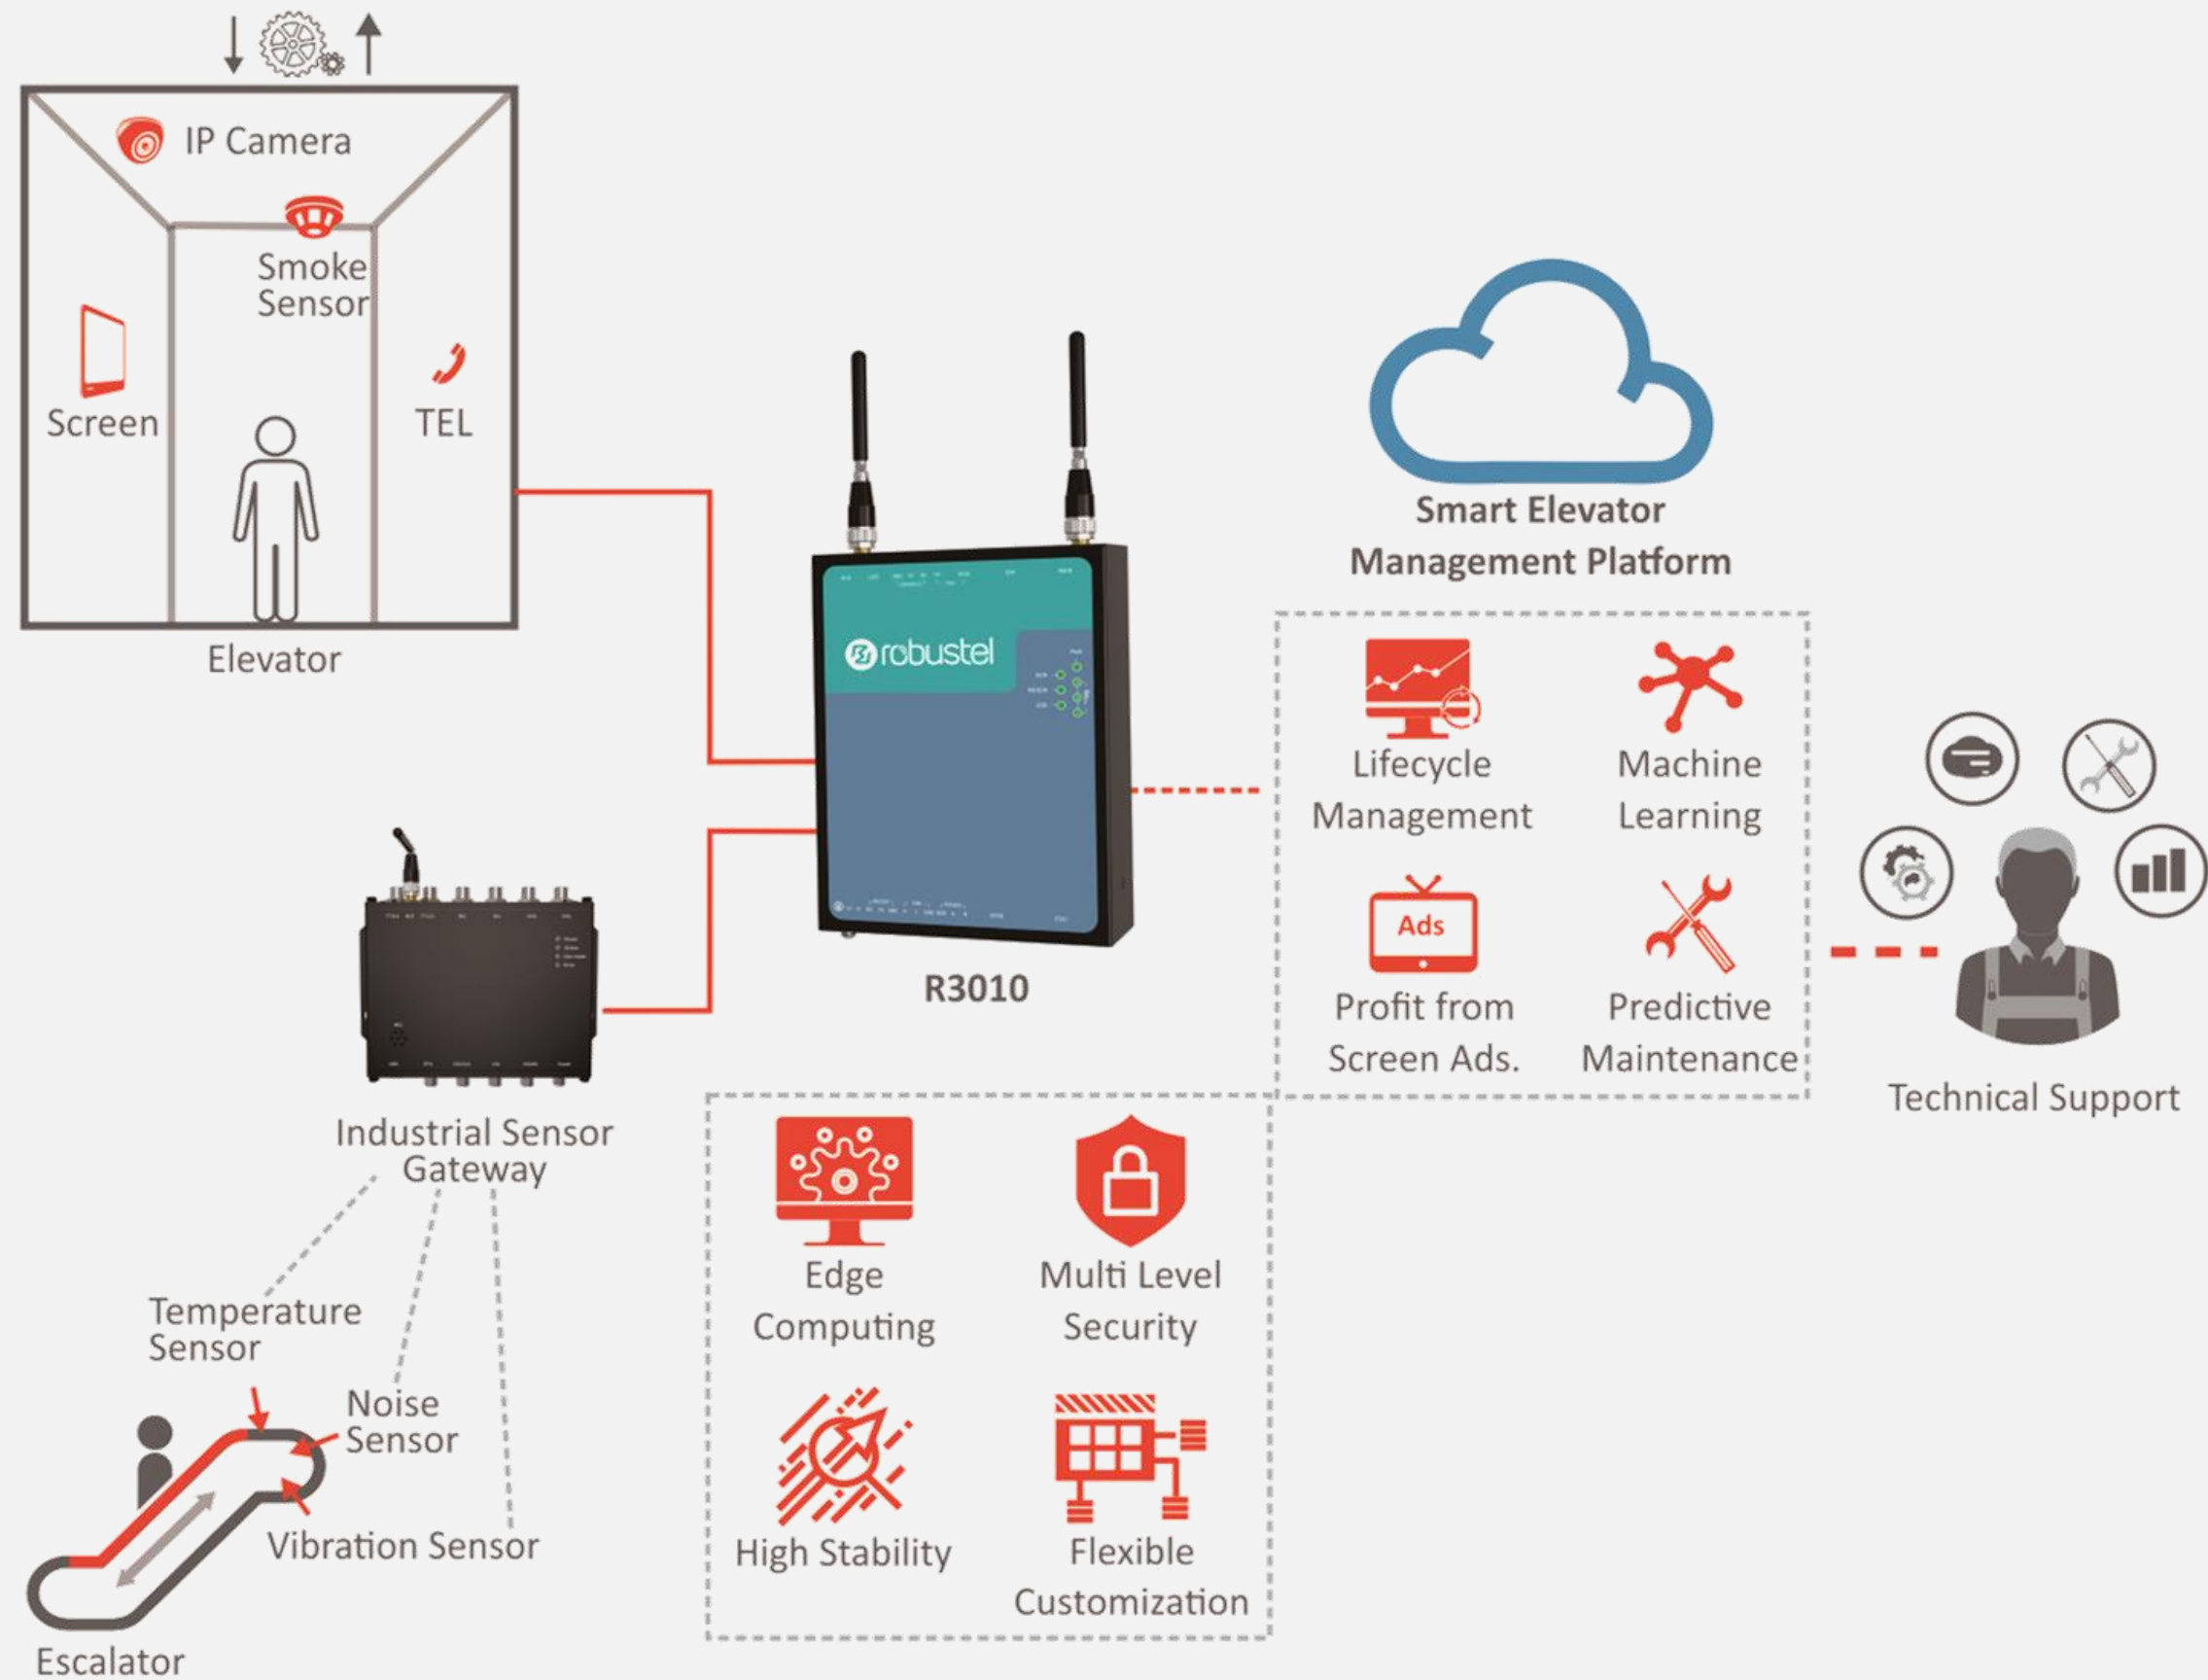 IP Camera
Smoke
Sensor
Screen
TEL
Elevator
robustel
R3010
Smart Elevator
Management Platform
Lifecycle
Management
Machine
Learning
Ads
Profit from
Screen Ads.
Predictive
Maintenance
Technical Support
Industrial Sensor
Gateway
Temperature
Sensor
Noise
Sensor
Vibration Sensor
Escalator
Edge
Computing
Multi Level
Security
High Stability
Flexible
Customization